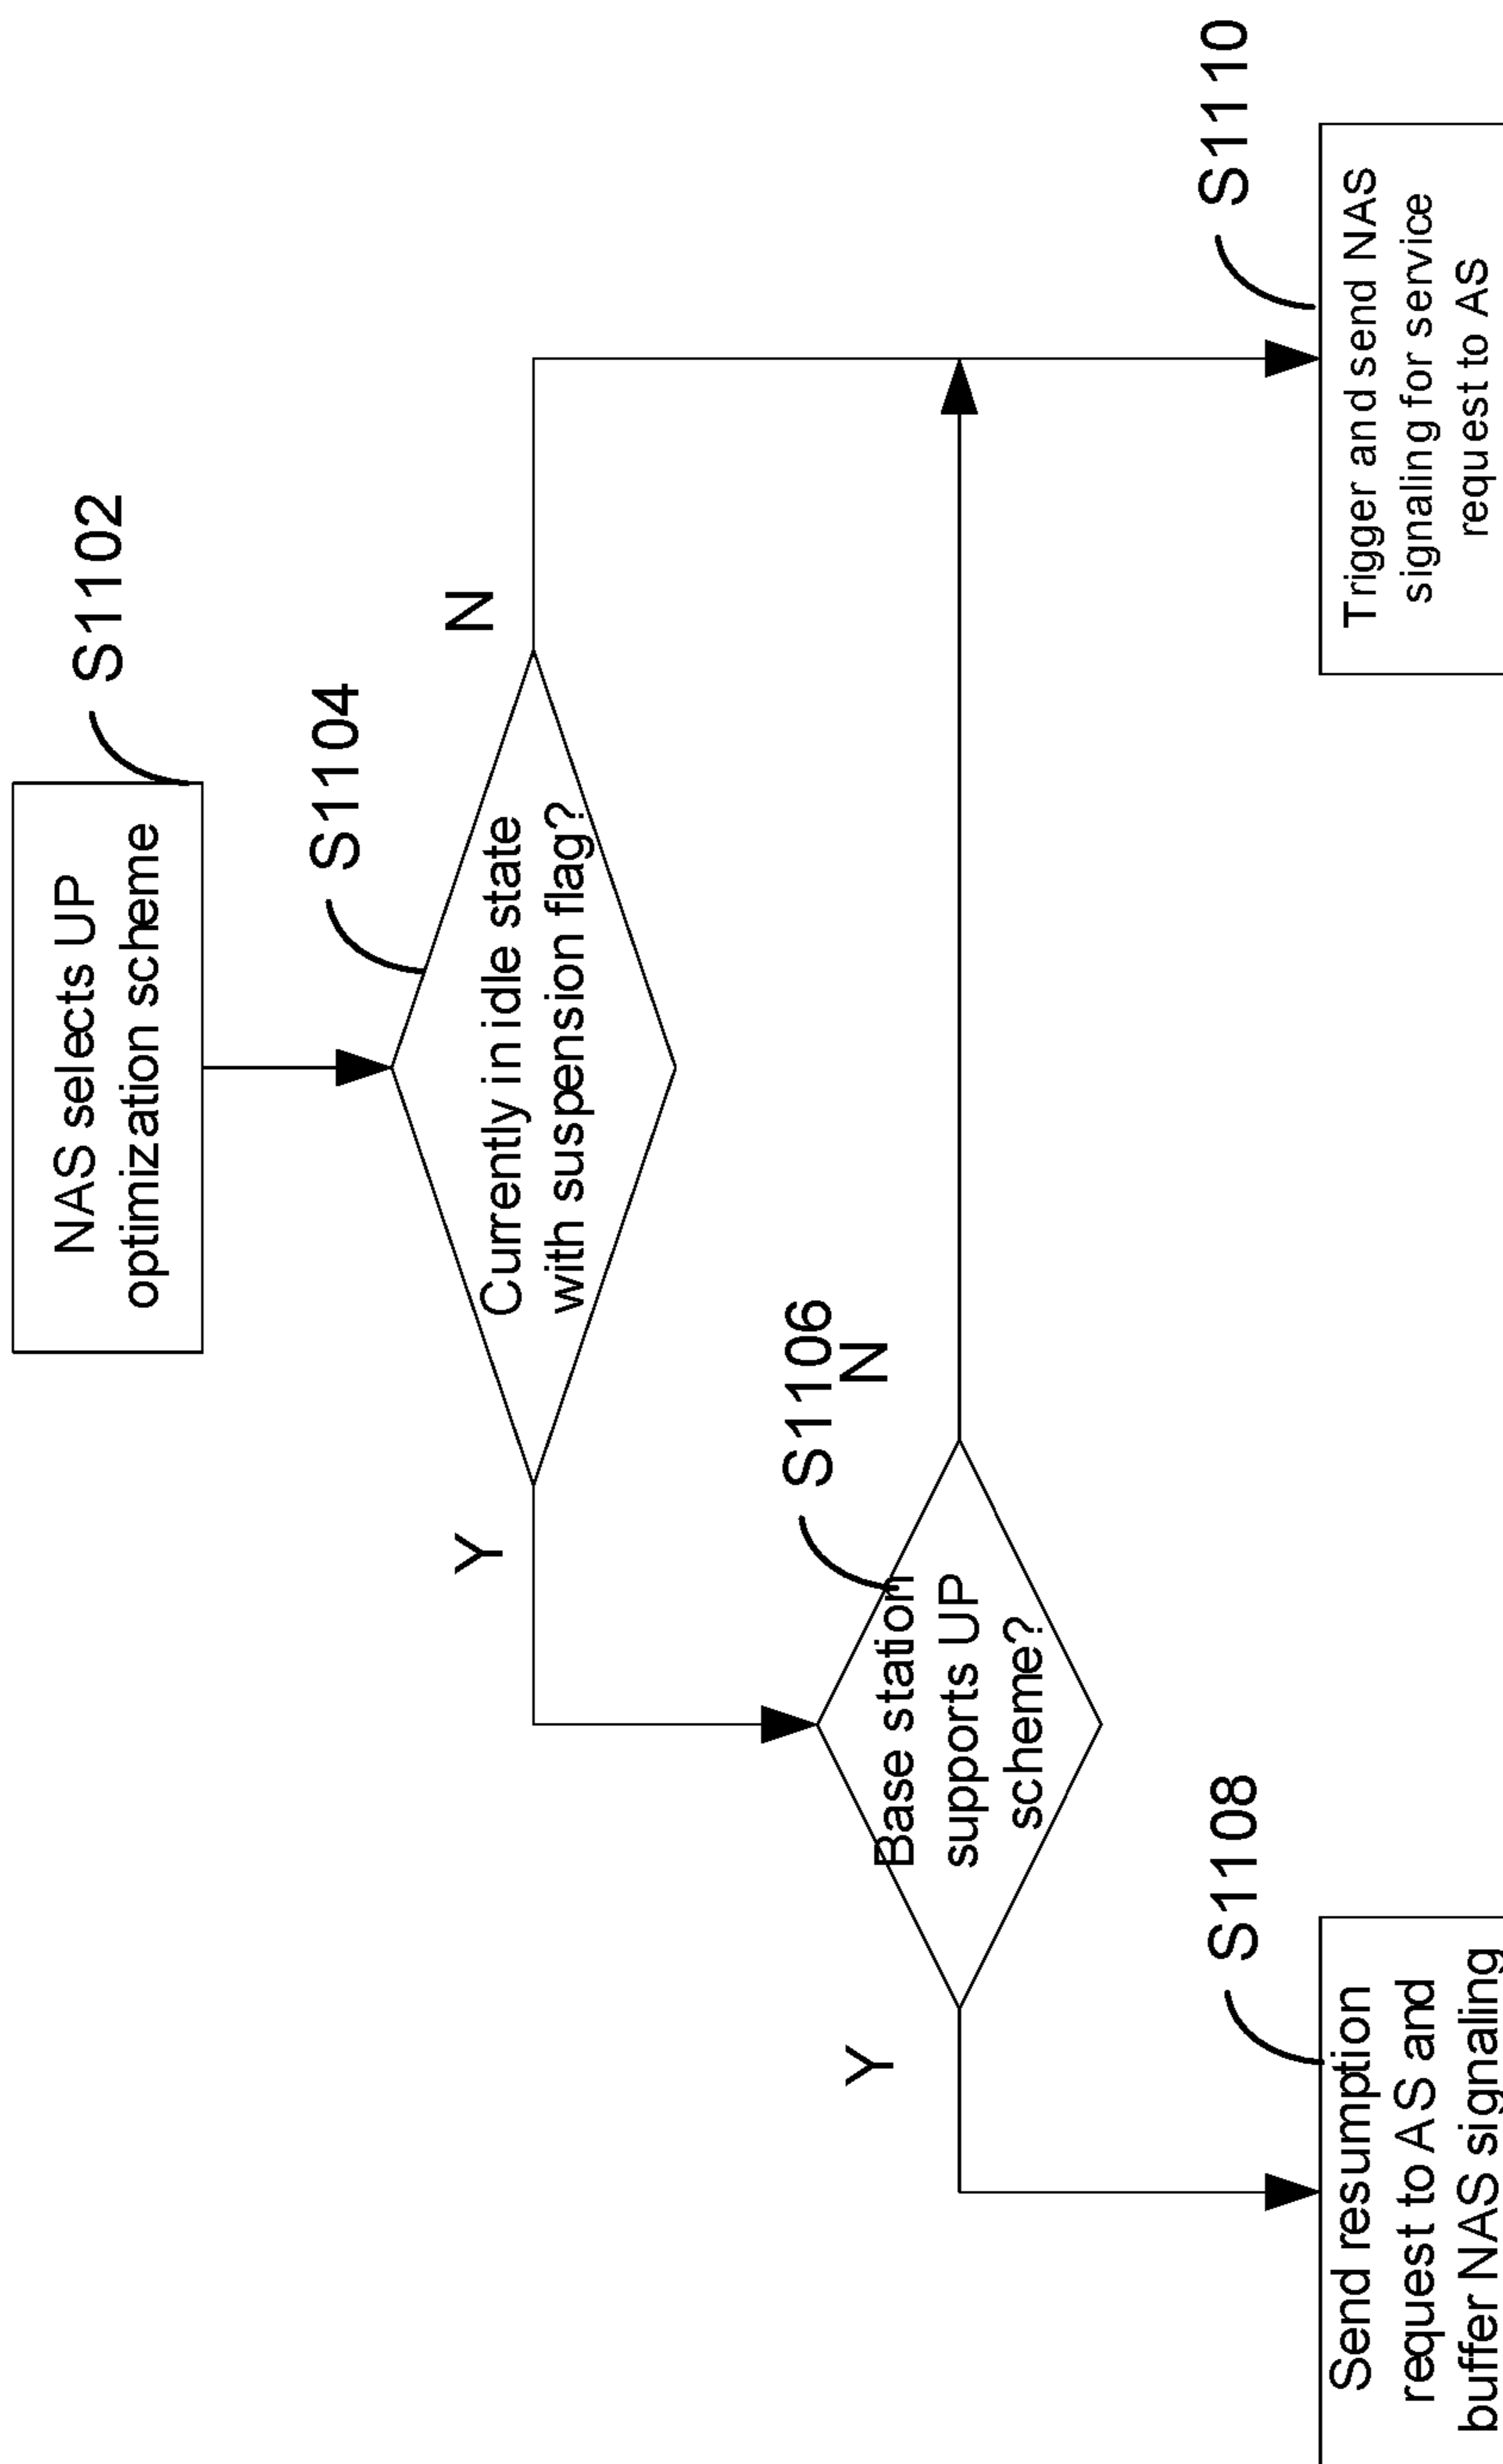 S1102
NAS selects UP
optimization scheme
S1104
Currently in idle state
with suspension flag?
Y
N
S1106
N
Base station
supports UP
scheme?
Y
S1108
Send resumption
request to AS and
buffer NAS signaling
S1110
Trigger and send NAS
signaling for service
request to AS